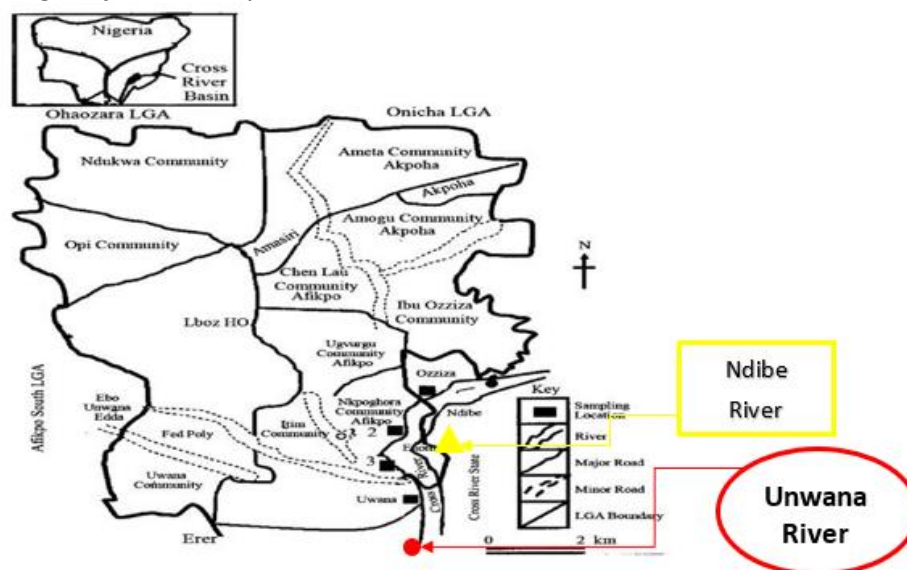 Nigeria
Cross
River
Basin
Ohaozara LGA
Onicha LGA
Ndukwa Community
Ameta Community
Akpoha
Akpoha
Amogu Community
Akpoha
Opi Community
Amasiri
Chen Lau
Community
Afikpo
N
Ibu Ozziza
Community
Lboz HO
Ugvurgu
Community
Afikpo
Ozziza
Key
Ndibe
River
Afikpo South LGA
Ebo
Unwana
Edda
Fed Poly
Itim
Community
Nkpoghora
Community
Afikpo
2
Ndibe
Sampling
Location
River
3
River
Cross
Cross River State
Major Road
Uwana
Community
Uwana
Minor Road
LGA Boundary
Unwana
River
Erer
0 2 km